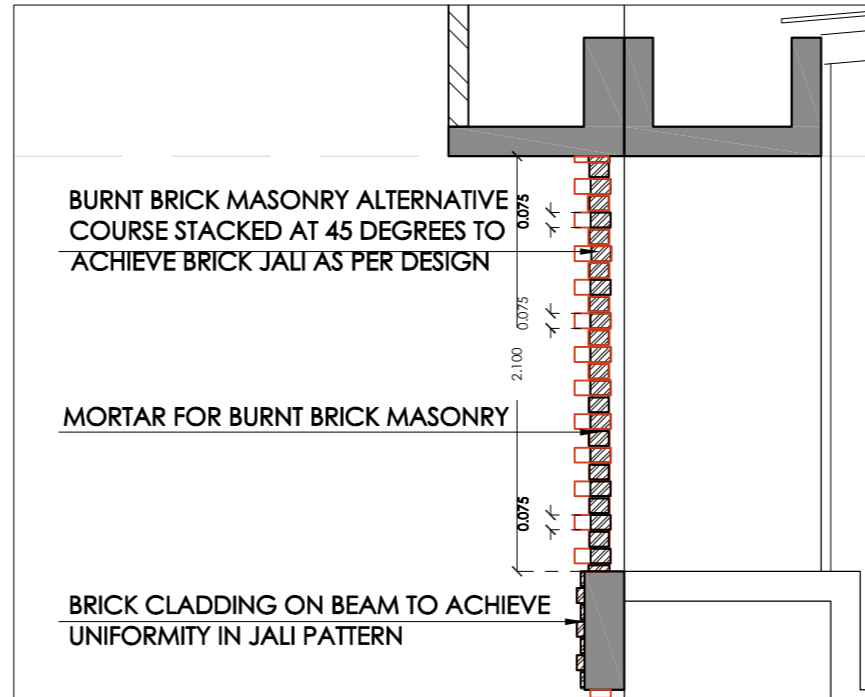 BURNT BRICK MASONRY ALTERNATIVE
COURSE STACKED AT 45 DEGREES TO
ACHIEVE BRICK JALI AS PER DESIGN
0.075
0.075
2.100
MORTAR FOR BURNT BRICK MASONRY
0.075
BRICK CLADDING ON BEAM TO ACHIEVE
UNIFORMITY IN JALI PATTERN